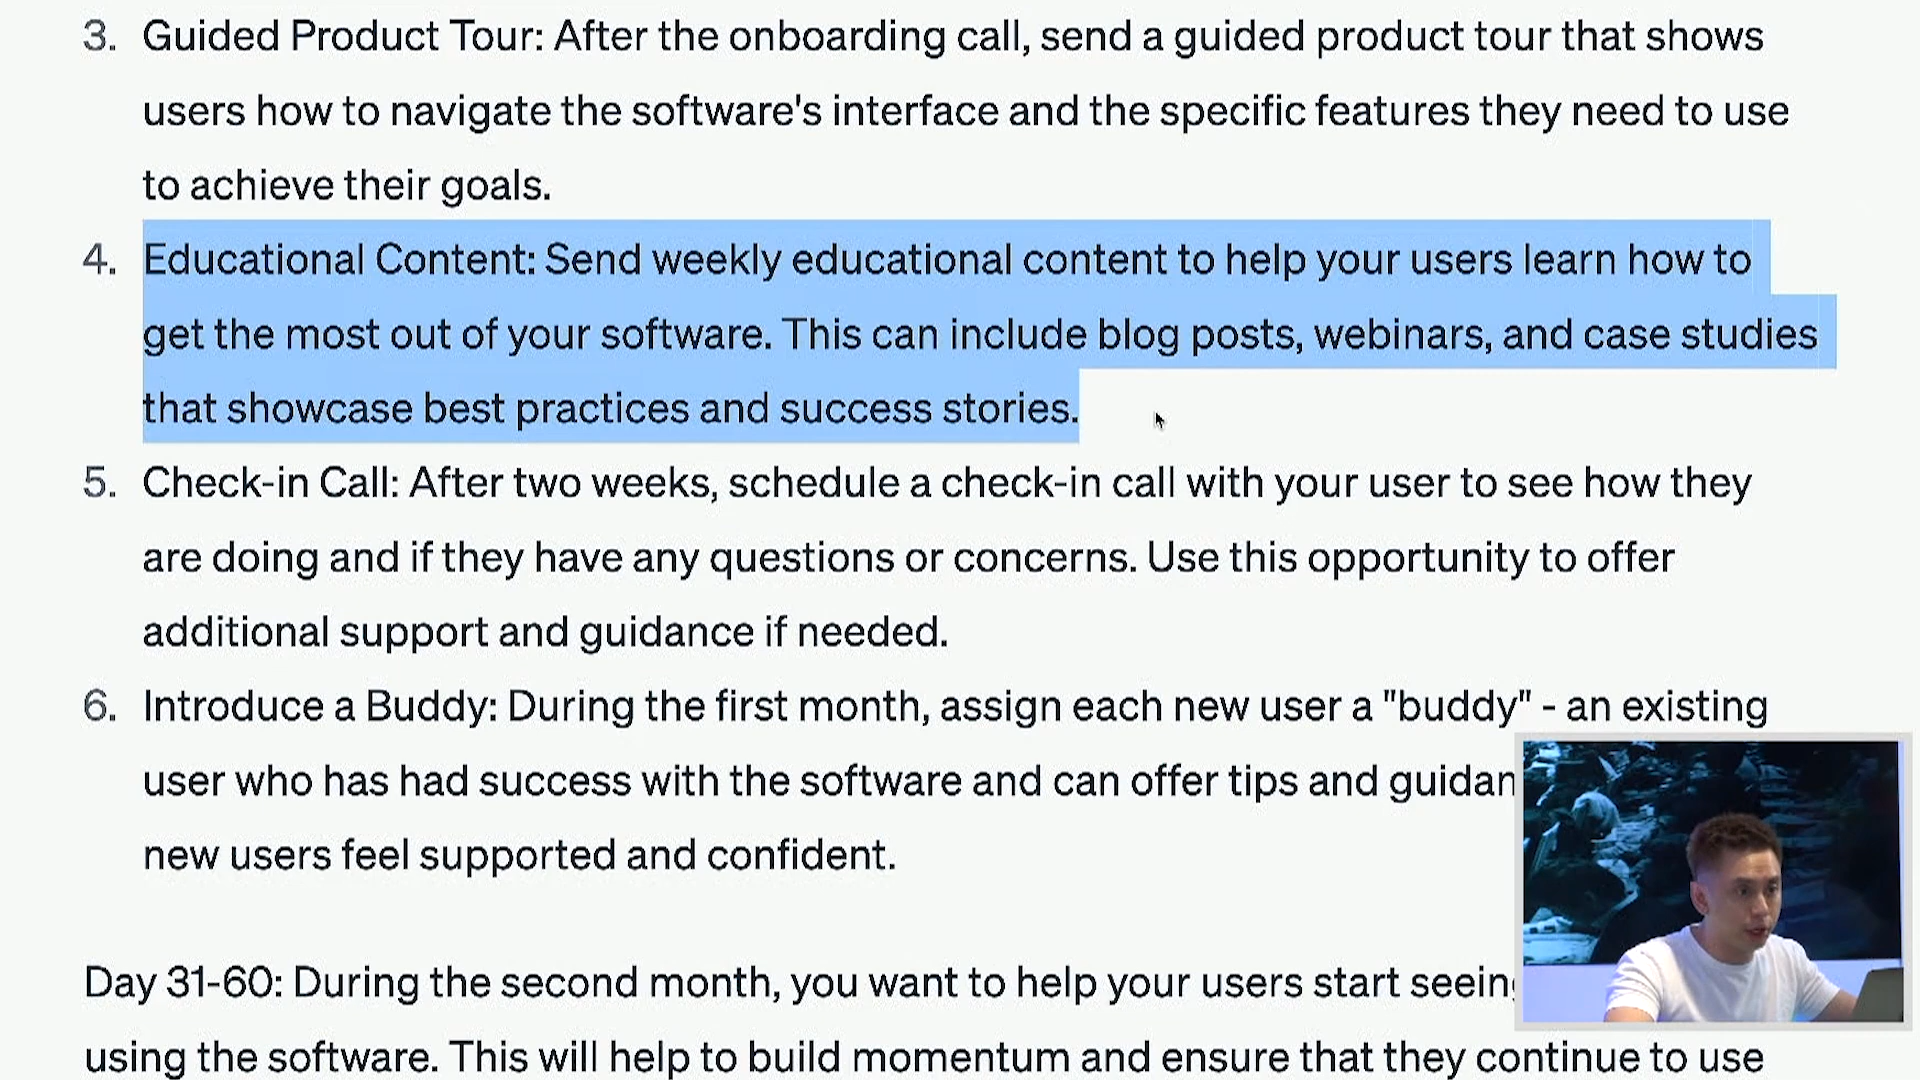 3. Guided Product Tour: After the onboarding call, send a guided product tour that shows
users how to navigate the software's interface and the specific features they need to use
to achieve their goals.
4. Educational Content: Send weekly educational content to help your users learn how to
get the most out of your software. This can include blog posts, webinars, and case studies
that showcase best practices and success stories.
5. Check-in Call: After two weeks, schedule a check-in call with your user to see how they
are doing and if they have any questions or concerns. Use this opportunity to offer
additional support and guidance if needed.
6. Introduce a Buddy: During the first month, assign each new user a "buddy" - an existing
user who has had success with the software and can offer tips and guidan
new users feel supported and confident.
Day 31-60: During the second month, you want to help your users start seein
using the software. This will help to build momentum and ensure that they continue to use